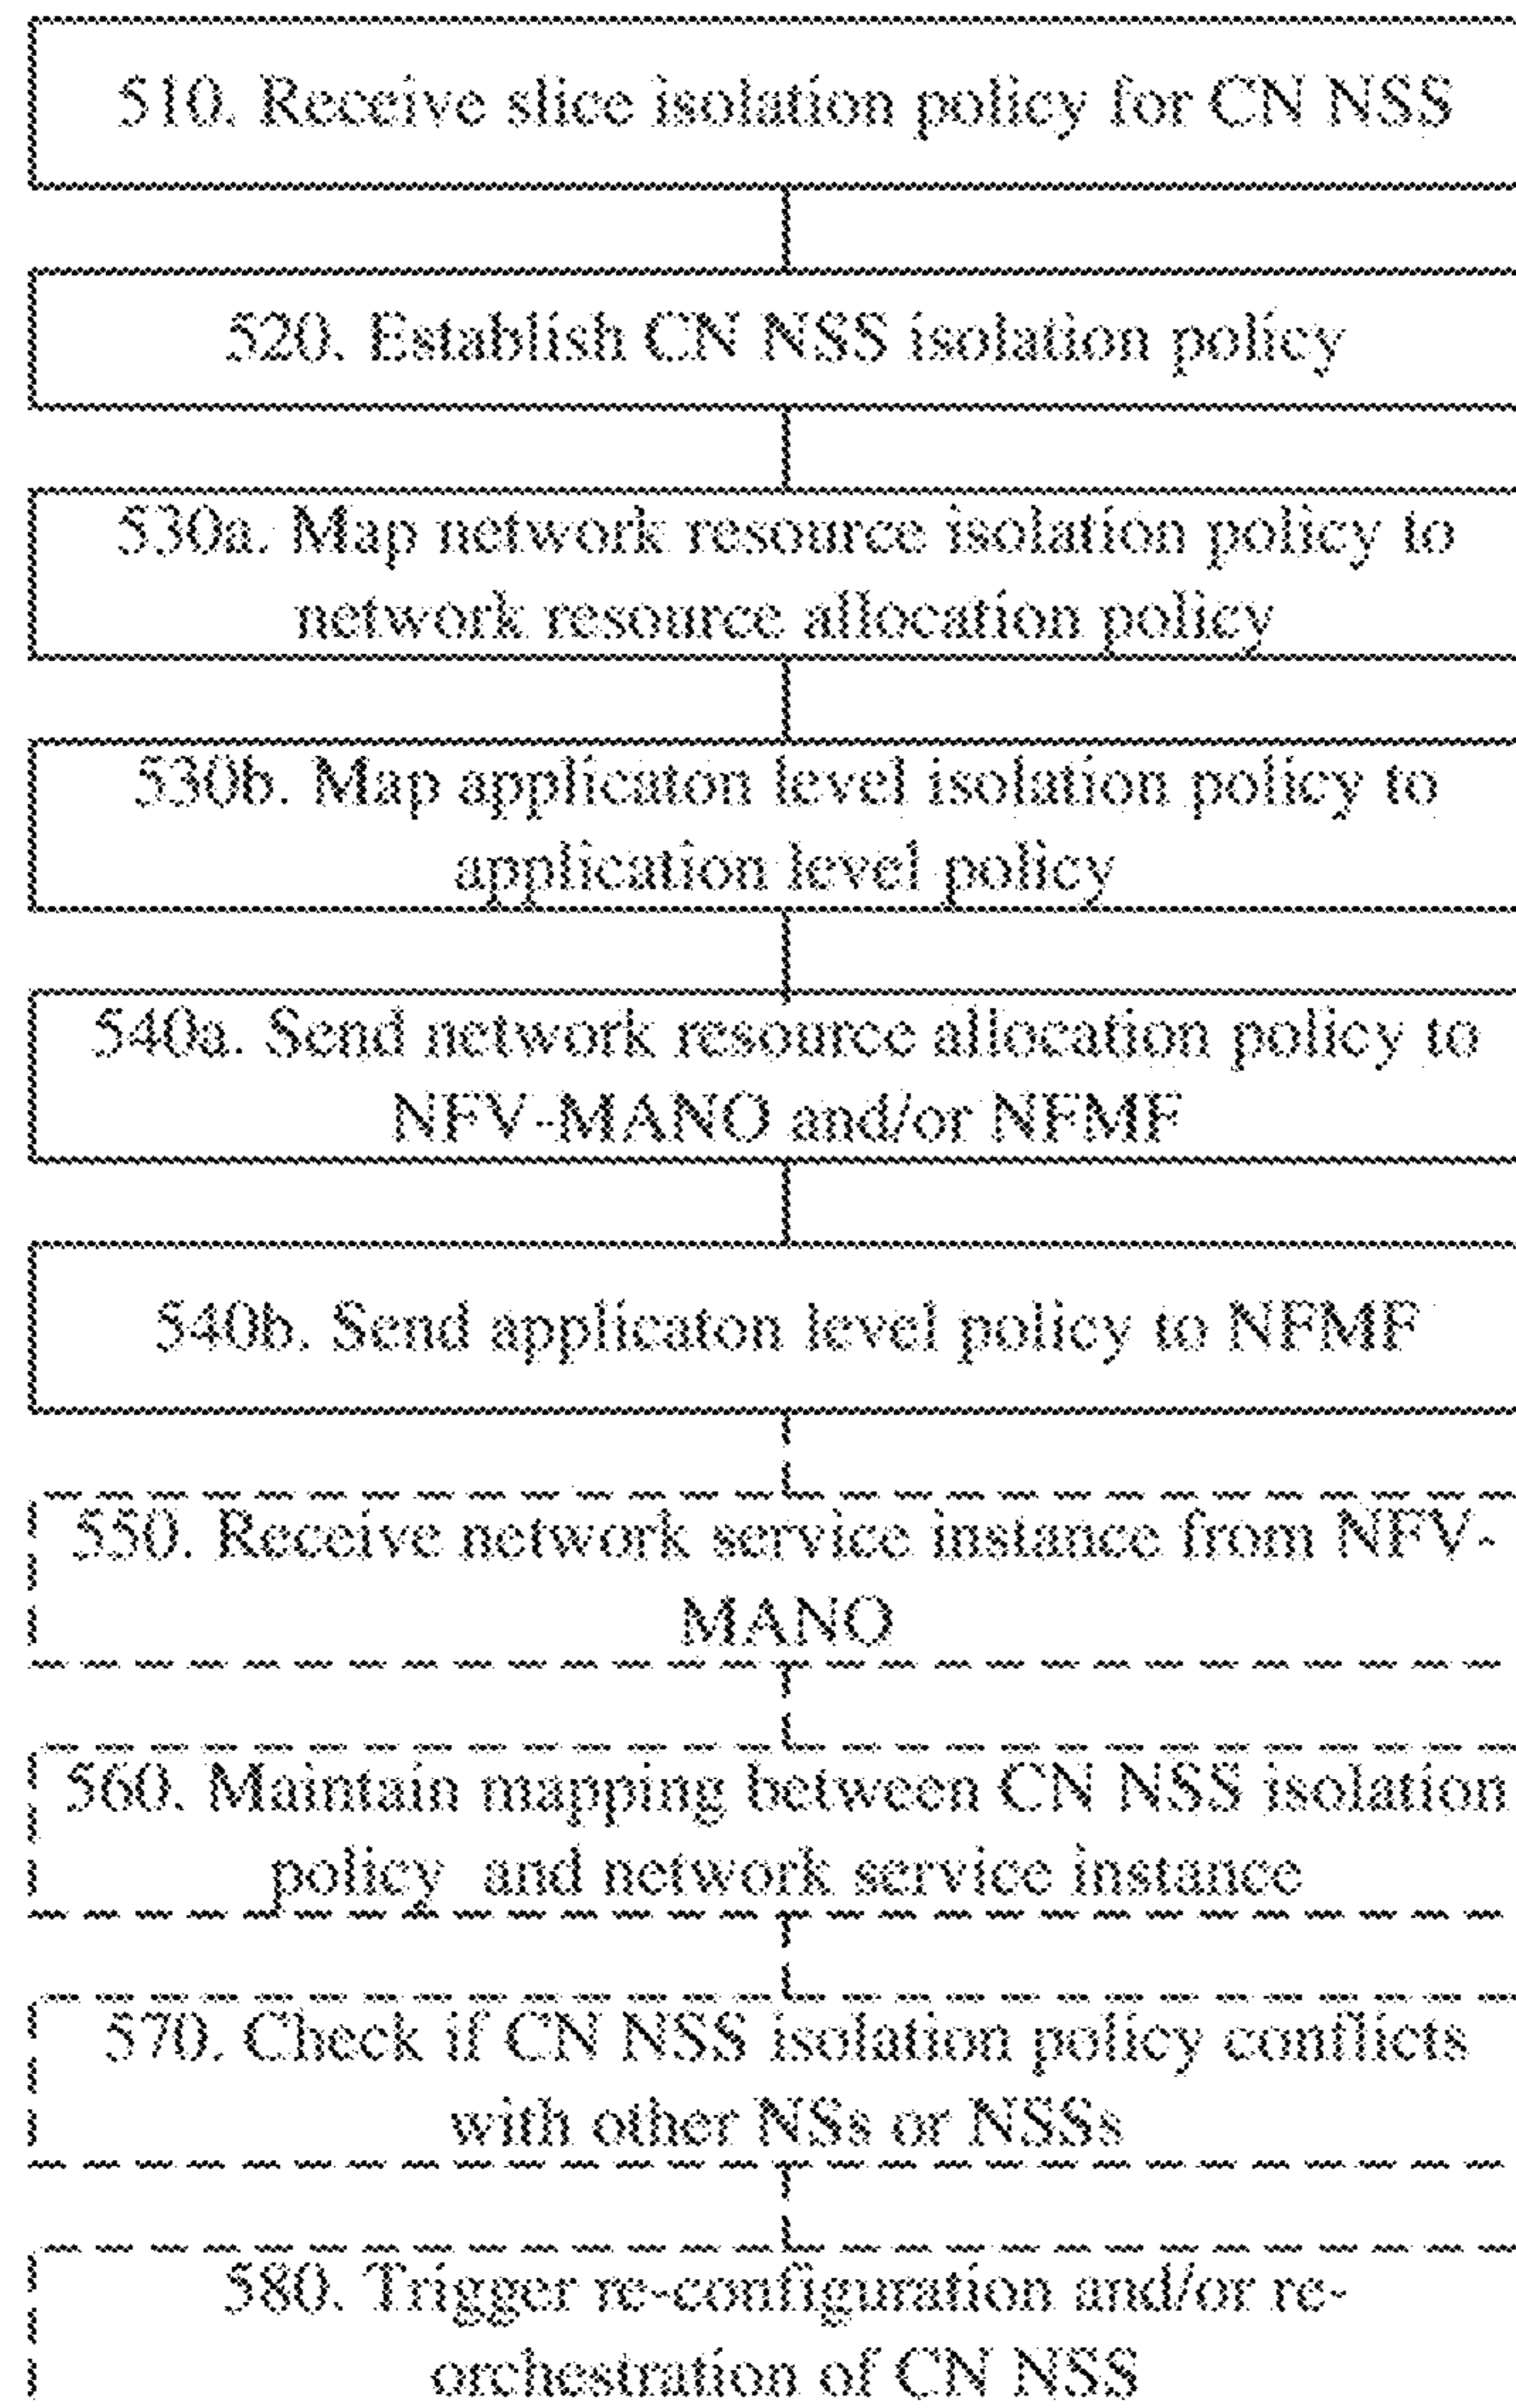 510. Receive slice isolation policy for CN NSS
520. Establish CN NSS isolation policy
530a. Map network resource isolation policy to
network resource allocation policy
530b. Map applicaton level isolation policy to
application level policy
540a. Send network resource allocation policy to
NFV-MANO and/or NFMF
540b. Send applicaton level policy to NFMF
550. Receive network service instance from NFV-
MANO
560. Maintain mapping between CN NSS isolation
policy and network service instance
570. Check if CN NSS isolation policy conflicts
with other NSs or NSSs
580. Trigger re-configuration and/or re-
orchestration of CN NSS